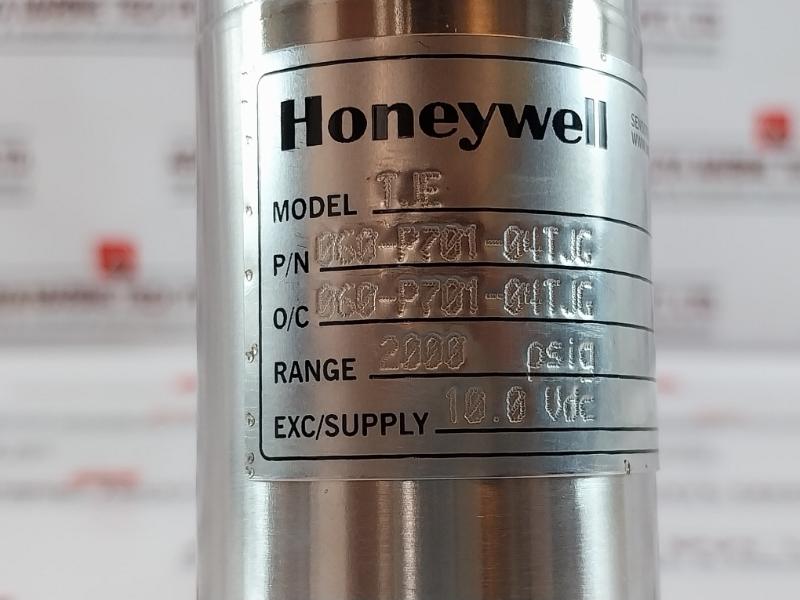 Honeywell
MODEL TJE
P/N 060-P701-04TJG
O/C 060-P701-04TJG
RANGE 2000 psig
EXC/SUPPLY 10.0 Vdc